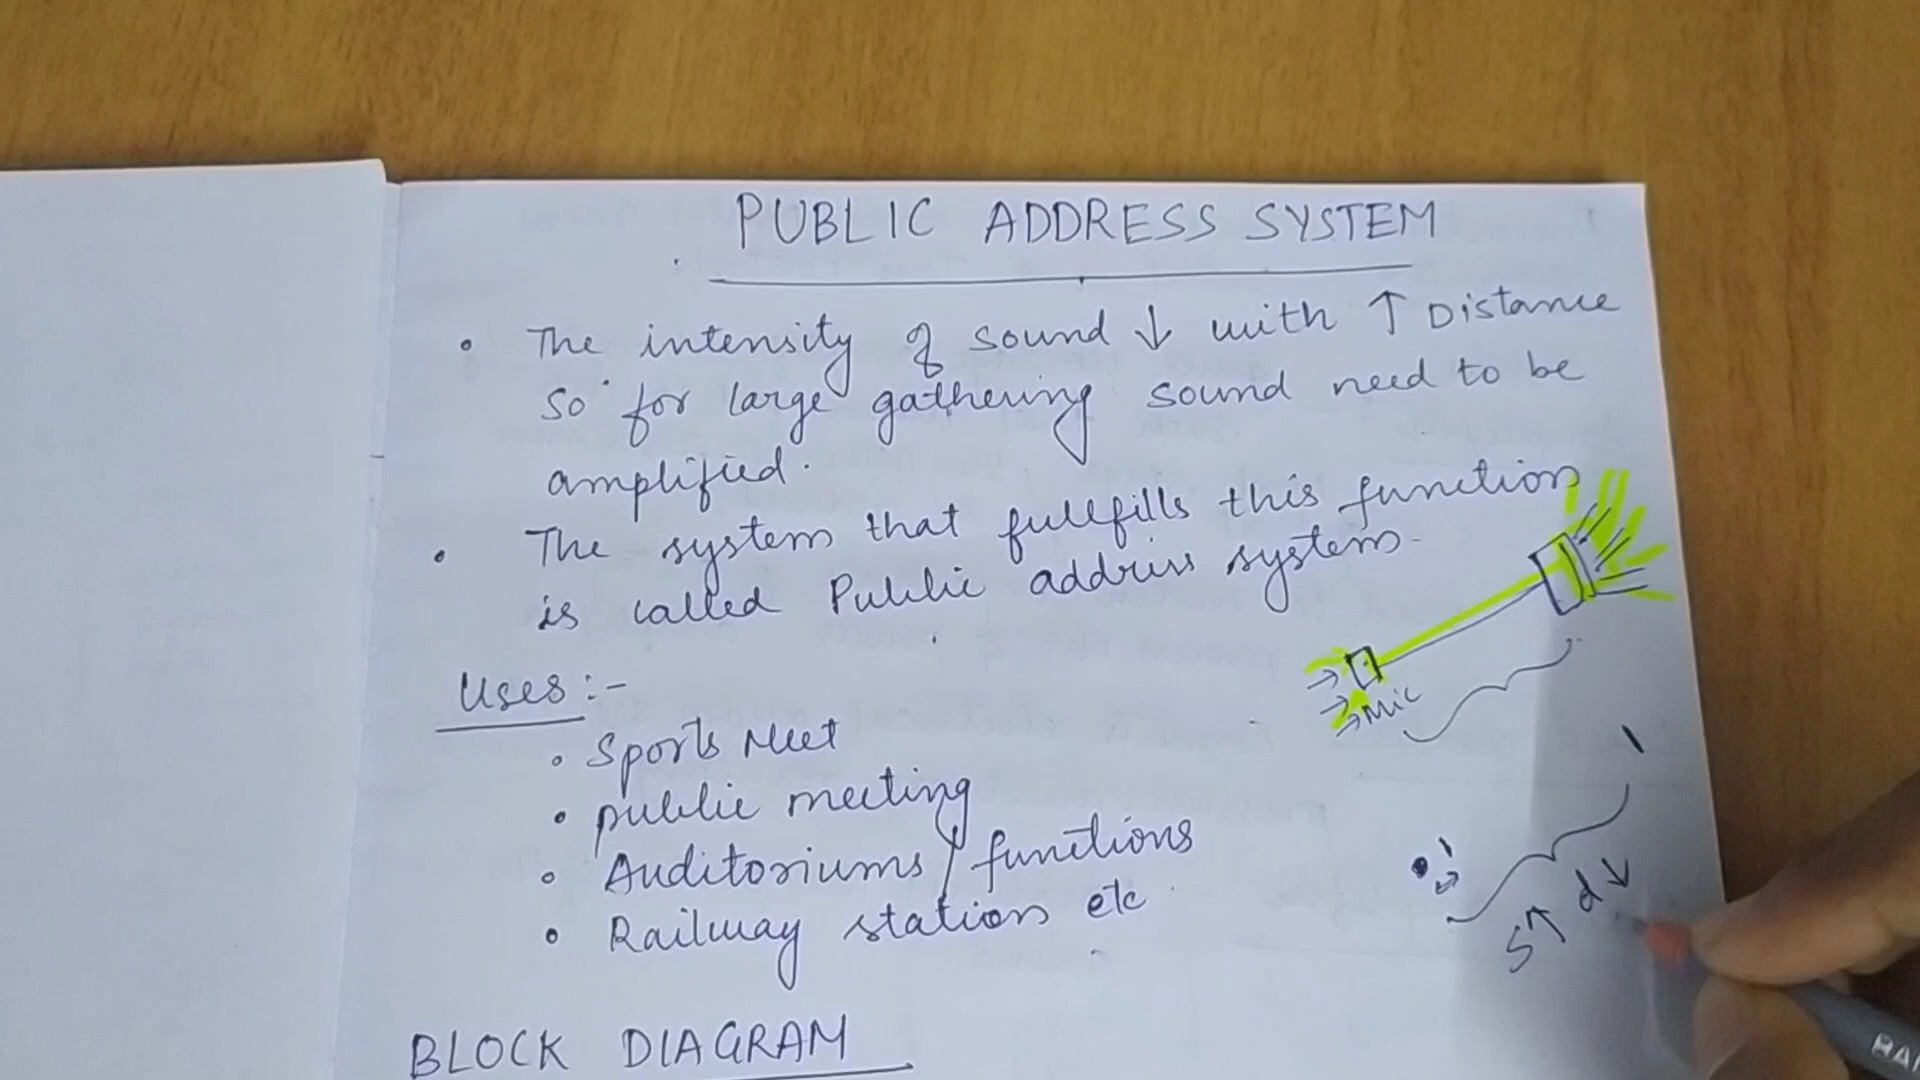 PUBLIC ADDRESS SYSTEM
• The intensity of sound ↓ with ↑ Distance
so for large gathering sound need to be
amplified.
• The system that fullfills this function
is called Public address system.
Mic
Uses :-
• Sports Meet
• public meeting
• Auditoriums / functions
• Railway station etc
S↑ d↓
BLOCK DIAGRAM